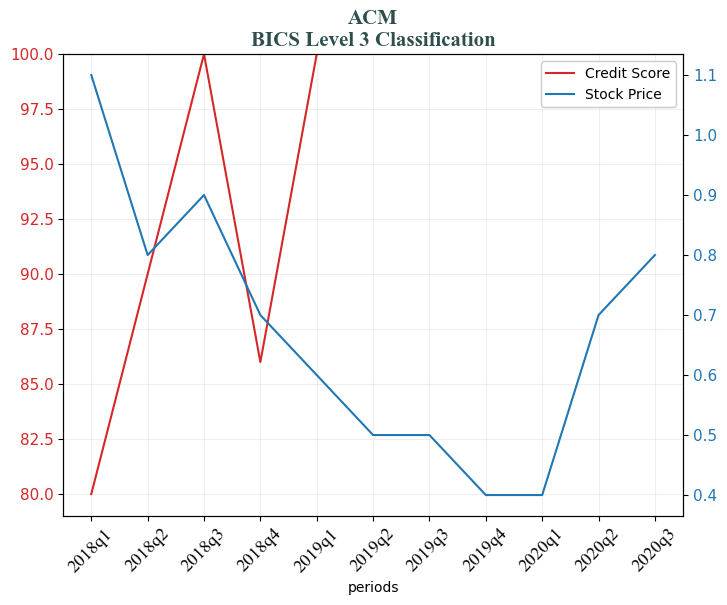 ACM
BICS Level 3 Classification
Credit Score
Stock Price
100.0
97.5
95.0
92.5
90.0
87.5
85.0
82.5
80.0
1.1
1.0
0.9
0.8
0.7
0.6
0.5
0.4
2018q1
2018q2
2018q3
2018q4
2019q1
2019q2
2019q3
2019q4
2020q1
2020q2
2020q3
periods